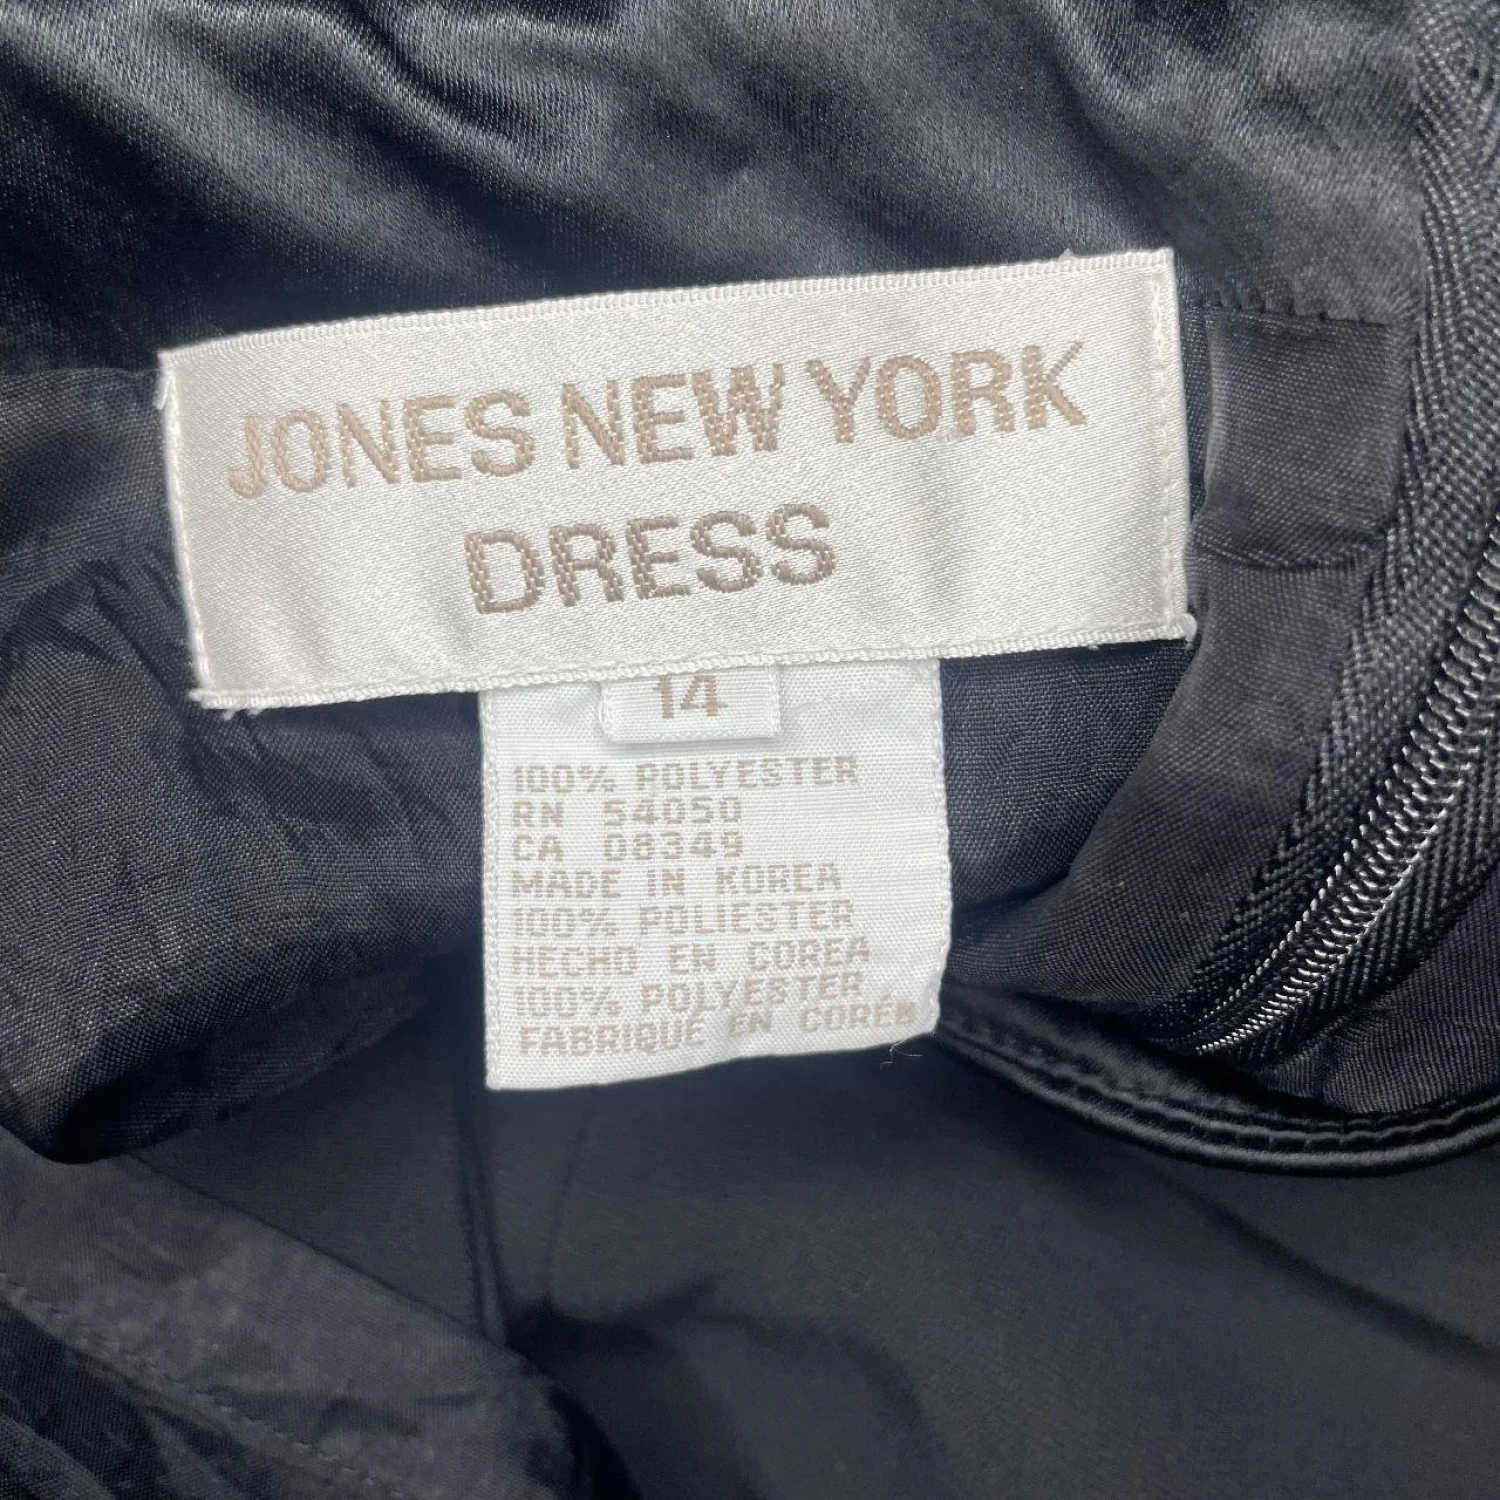 JONES NEW YORK
DRESS
14
100% POLYESTER
RN 54050
CA 08349
MADE IN KOREA
100% POLIESTER
HECHO EN COREA
100% POLYESTER
FABRIQUE EN CORÉE